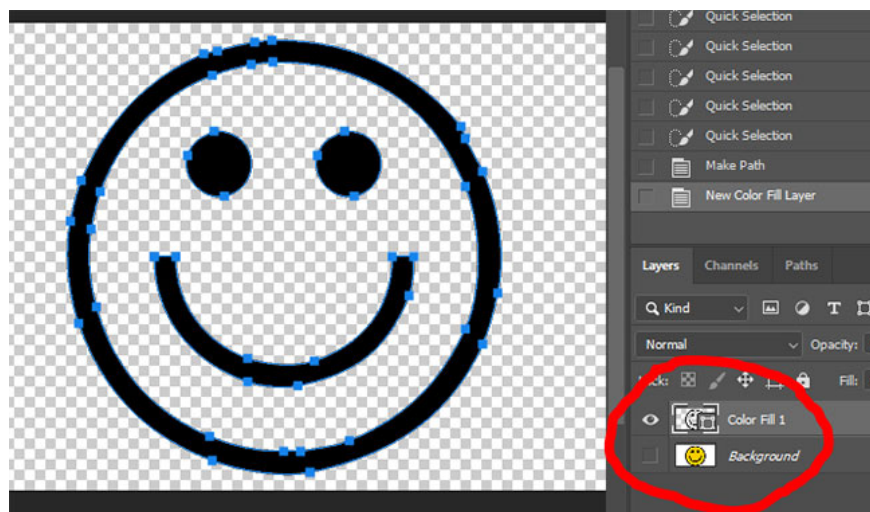 Quick Selection
Quick Selection
Quick Selection
Quick Selection
Quick Selection
Make Path
New Color Fill Layer
Layers Channels Paths
Kind
Normal Opacity:
Fill:
Color Fill 1
Background